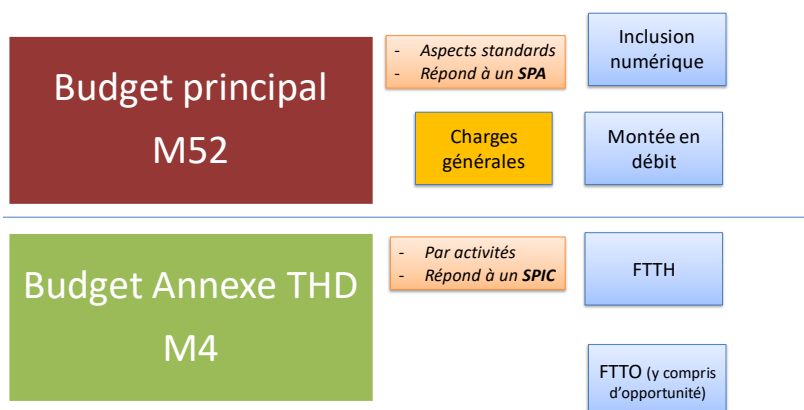 Budget principal
M52
- Aspects standards
- Répond à un SPA
Inclusion
numérique
Charges
générales
Montée en
débit
Budget Annexe THD
M4
- Par activités
- Répond à un SPIC
FTTH
FTTO (y compris
d'opportunité)